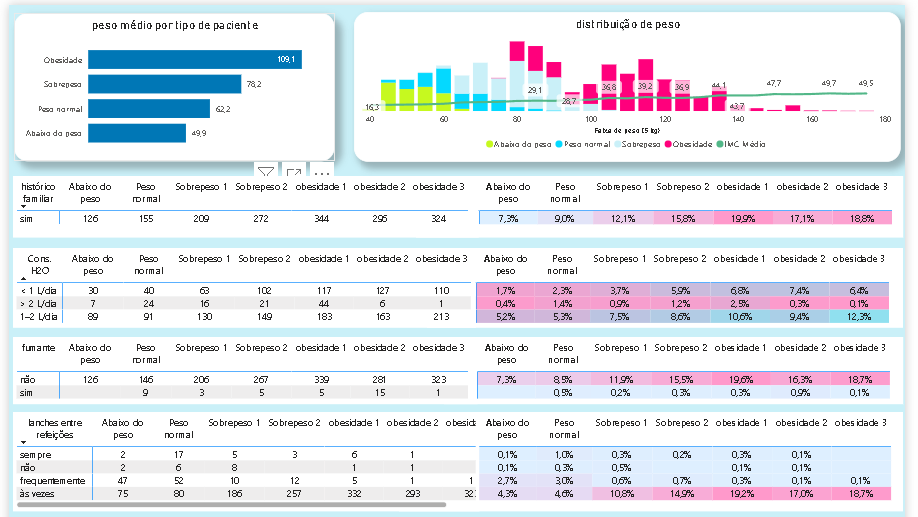 peso médio por tipo de paciente
Obesidade 109,1
Sobrepeso 78,2
Peso normal 62,2
Abaixo do peso 49,9
distribuição de peso
16,3 29,1 28,7 36,8 39,2 36,9 44,1 43,7 47,7 49,7 49,5
40 60 80 100 120 140 160 180
Faixa de peso (5 kg)
Abaixo do peso Peso normal Sobrepeso Obesidade IMC Médio
histórico familiar Abaixo do peso Peso normal Sobrepeso 1 Sobrepeso 2 obesidade 1 obesidade 2 obesidade 3 Abaixo do peso Peso normal Sobrepeso 1 Sobrepeso 2 obesidade 1 obesidade 2 obesidade 3
sim 126 155 209 272 344 296 324 7,3% 9,0% 12,1% 15,8% 19,9% 17,1% 18,8%
Cons. H2O Abaixo do peso Peso normal Sobrepeso 1 Sobrepeso 2 obesidade 1 obesidade 2 obesidade 3 Abaixo do peso Peso normal Sobrepeso 1 Sobrepeso 2 obesidade 1 obesidade 2 obesidade 3
< 1 L/dia 30 40 63 102 117 127 110 1,7% 2,3% 3,7% 5,9% 6,8% 7,4% 6,4%
> 2 L/dia 7 24 16 21 44 6 1 0,4% 1,4% 0,9% 1,2% 2,5% 0,3% 0,1%
1–2 L/dia 89 91 130 149 183 163 213 5,2% 5,3% 7,5% 8,6% 10,6% 9,4% 12,3%
fumante Abaixo do peso Peso normal Sobrepeso 1 Sobrepeso 2 obesidade 1 obesidade 2 obesidade 3 Abaixo do peso Peso normal Sobrepeso 1 Sobrepeso 2 obesidade 1 obesidade 2 obesidade 3
não 126 146 206 267 339 281 323 7,3% 8,5% 11,9% 15,5% 19,6% 16,3% 18,7%
sim 9 3 5 5 15 1 0,5% 0,2% 0,3% 0,3% 0,9% 0,1%
lanches entre refeições Abaixo do peso Peso normal Sobrepeso 1 Sobrepeso 2 obesidade 1 obesidade 2 obesida Abaixo do peso Peso normal Sobrepeso 1 Sobrepeso 2 obesidade 1 obesidade 2 obesidade 3
sempre 2 17 5 3 6 1 0,1% 1,0% 0,3% 0,2% 0,3% 0,1%
não 2 6 8 1 1 0,1% 0,3% 0,5% 0,1% 0,1%
frequentemente 47 52 10 12 5 1 1 2,7% 3,0% 0,6% 0,7% 0,3% 0,1% 0,1%
às vezes 75 80 186 257 332 293 32 4,3% 4,6% 10,8% 14,9% 19,2% 17,0% 18,7%